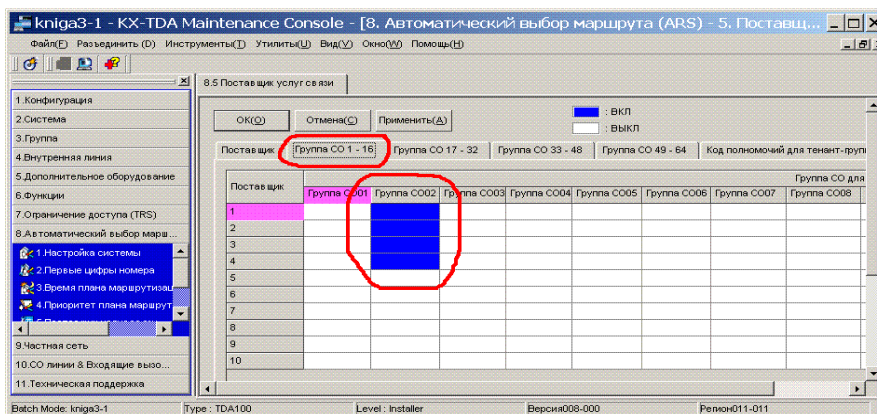 kniga3-1 - KX-TDA Maintenance Console - [8. Автоматический выбор маршрута (ARS) - 5. Поставщ...
Файл(F) Разъединить (D) Инструменты(T) Утилиты(U) Вид(V) Окно(W) Помощь(H)
8.5 Поставщик услуг связи
1.Конфигурация
2.Система
3.Группа
4.Внутренняя линия
5.Дополнительное оборудование
6.Функции
7.Ограничение доступа (TRS)
8.Автоматический выбор марш...
1.Настройка системы
2.Первые цифры номера
3.Время плана маршрутизац
4.Приоритет плана маршрут
9.Частная сеть
10.CO линии & Входящие вызо...
11.Техническая поддержка
OK(O) Отмена(C) Применить(A)
: ВКЛ
: ВЫКЛ
Поставщик Группа CO 1 - 16 Группа CO 17 - 32 Группа CO 33 - 48 Группа CO 49 - 64 Код полномочий для тенант-груп
Поставщик Группа CO для
Группа CO01 Группа CO02 Группа CO03 Группа CO04 Группа CO05 Группа CO06 Группа CO07 Группа CO08
1
2
3
4
5
6
7
8
9
10
Batch Mode: kniga3-1 Type : TDA100 Level : Installer Версия008-000 Регион011-011